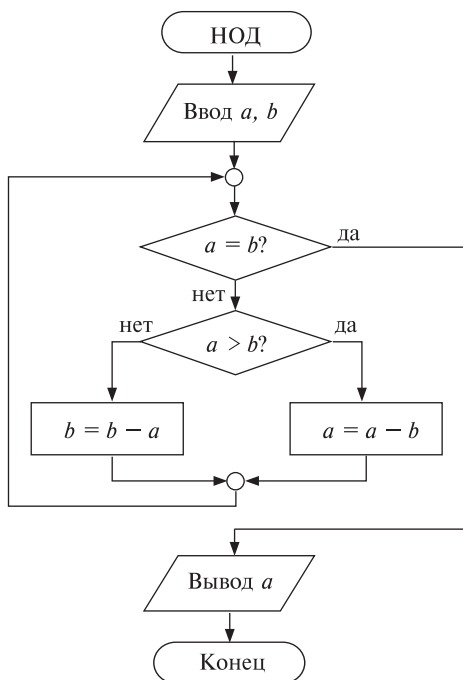 НОД
Ввод a, b
a = b?
да
нет
нет
a > b?
да
b = b − a
a = a − b
Вывод a
Конец